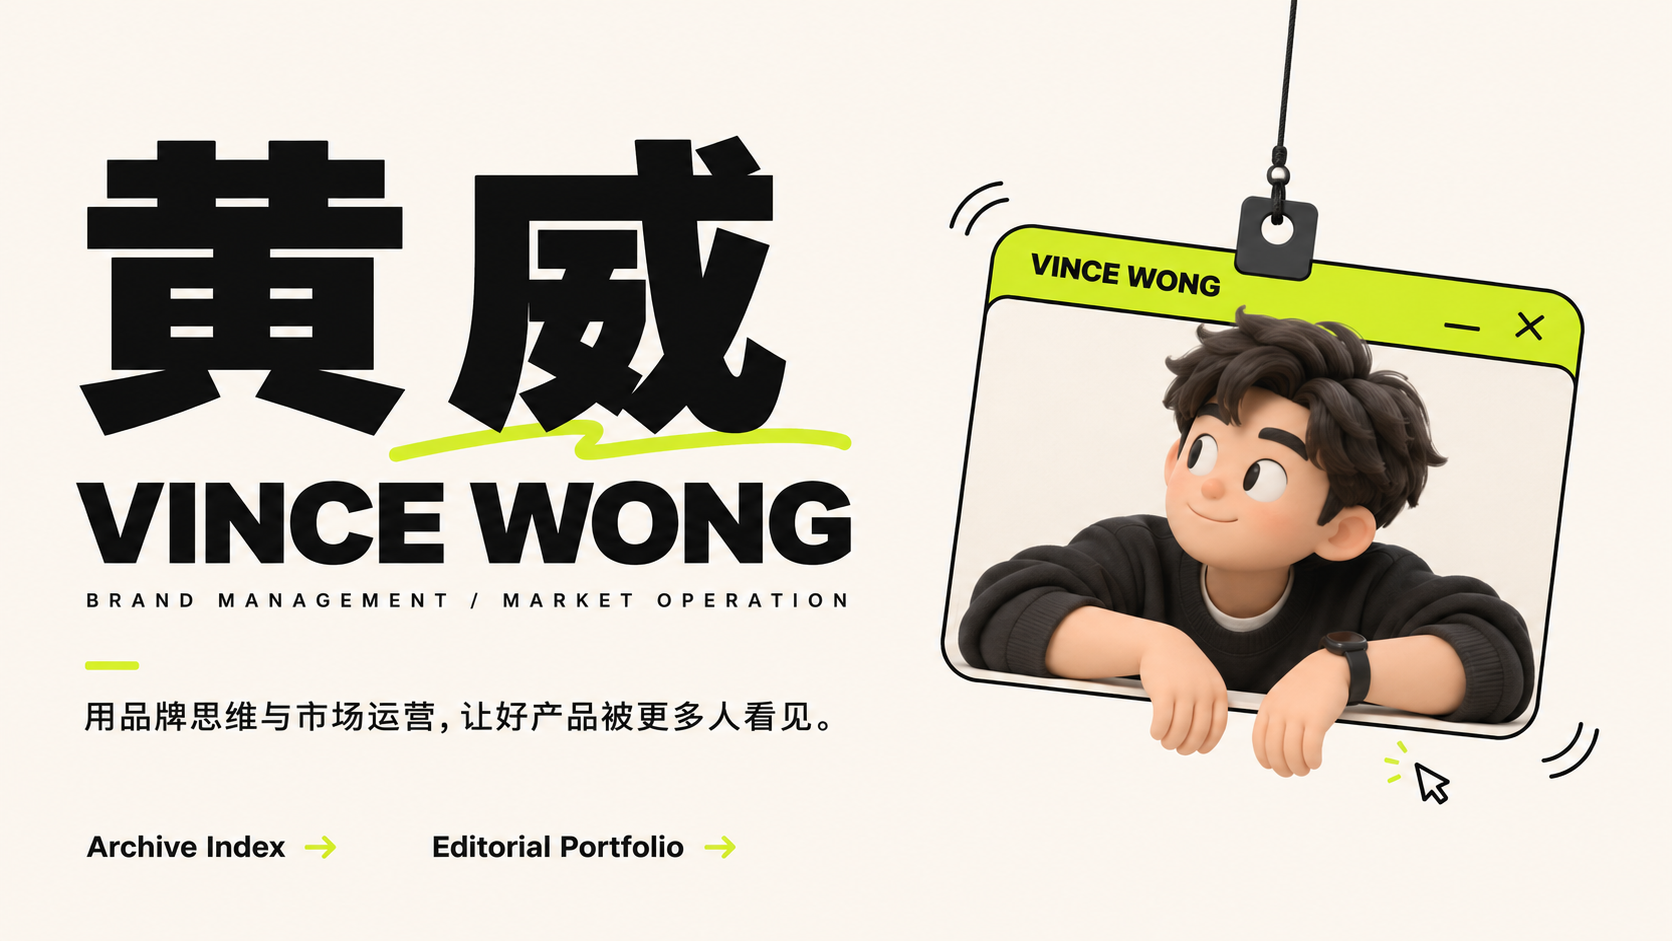 黄威
VINCE WONG
BRAND MANAGEMENT / MARKET OPERATION
用品牌思维与市场运营，让好产品被更多人看见。
Archive Index →
Editorial Portfolio →
VINCE WONG